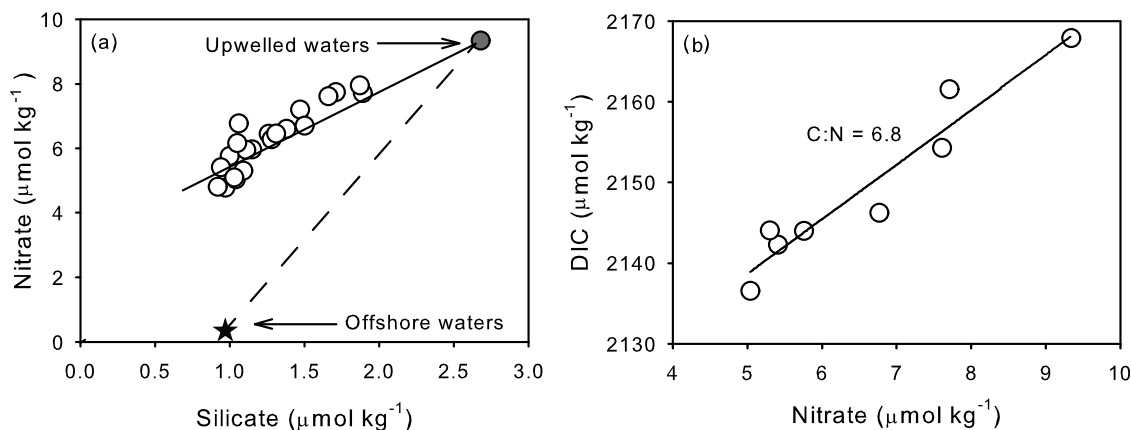 (a)
Upwelled waters
Offshore waters
Nitrate (μmol kg⁻¹)
10
8
6
4
2
0
0.0 0.5 1.0 1.5 2.0 2.5 3.0
Silicate (μmol kg⁻¹)
(b)
C:N = 6.8
DIC (μmol kg⁻¹)
2170
2160
2150
2140
2130
4 5 6 7 8 9 10
Nitrate (μmol kg⁻¹)